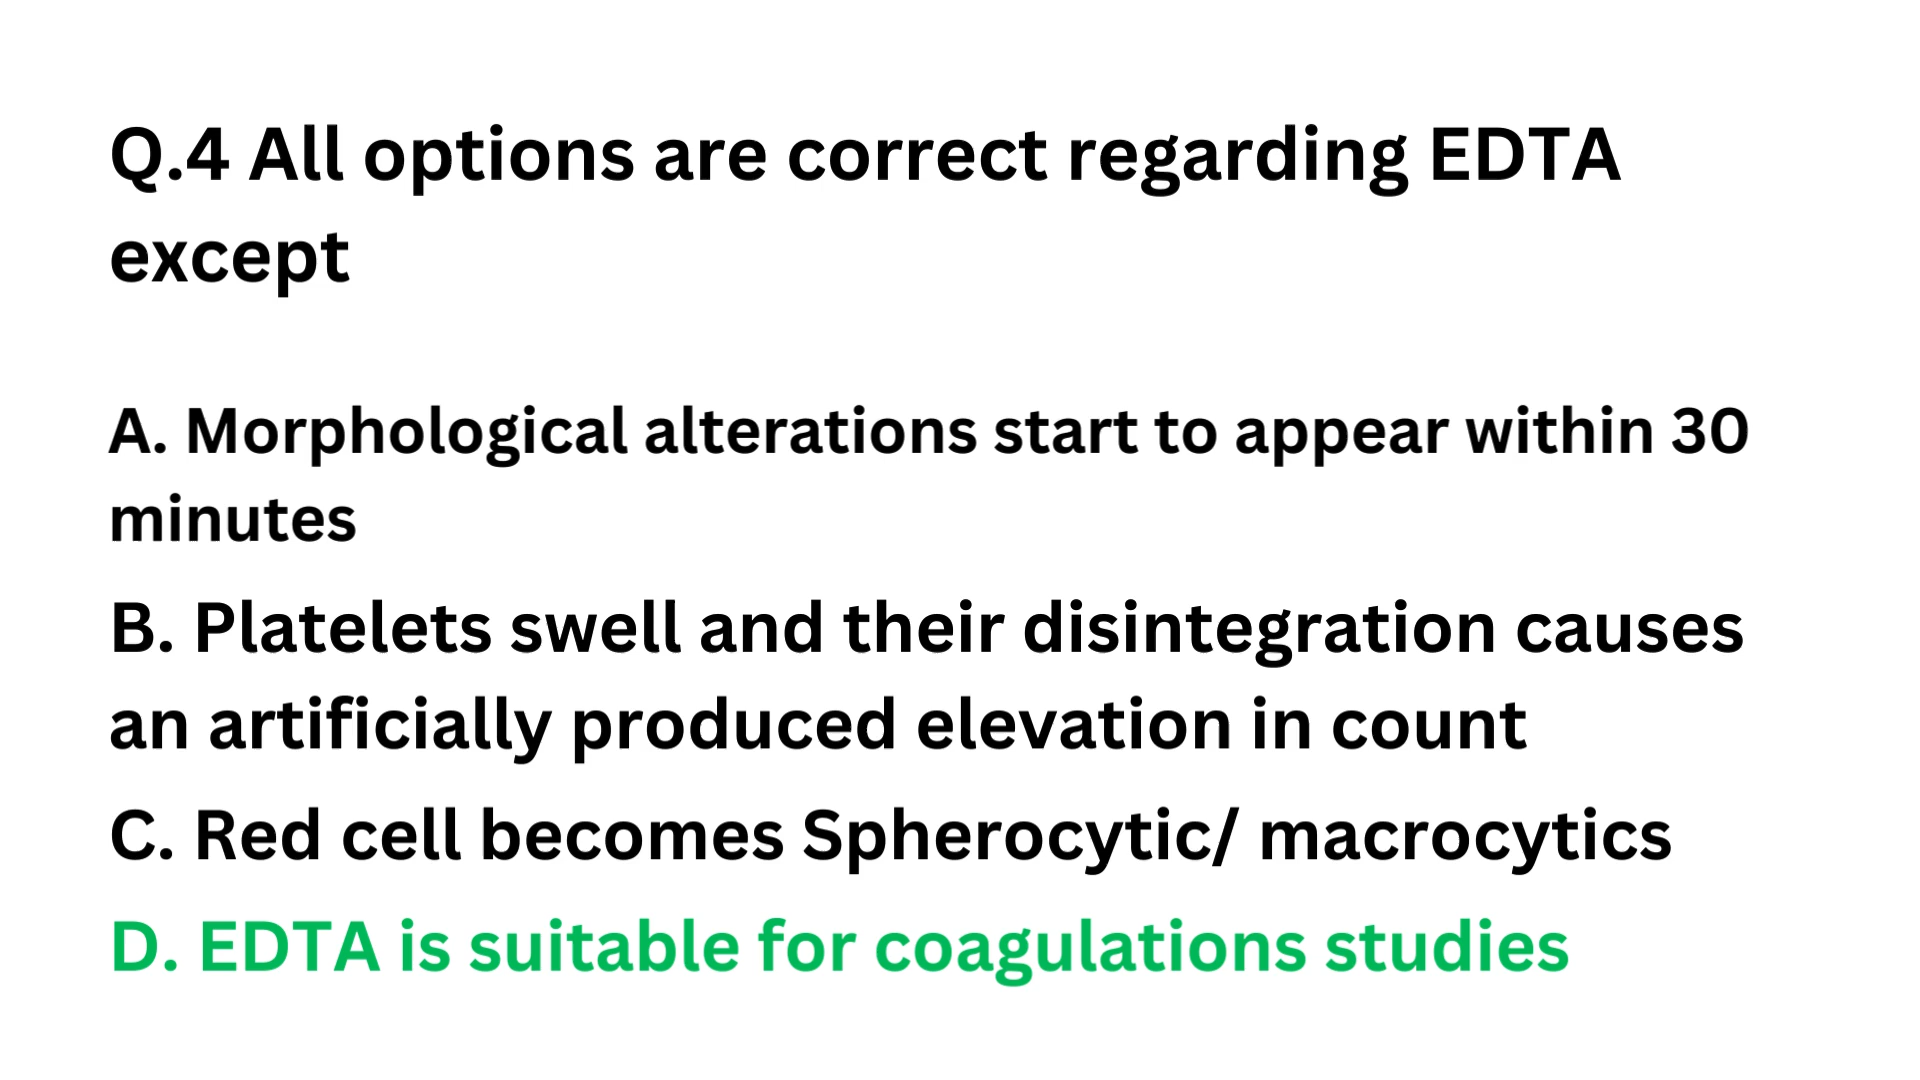 Q.4 All options are correct regarding EDTA
except
A. Morphological alterations start to appear within 30
minutes
B. Platelets swell and their disintegration causes
an artificially produced elevation in count
C. Red cell becomes Spherocytic/ macrocytics
D. EDTA is suitable for coagulations studies